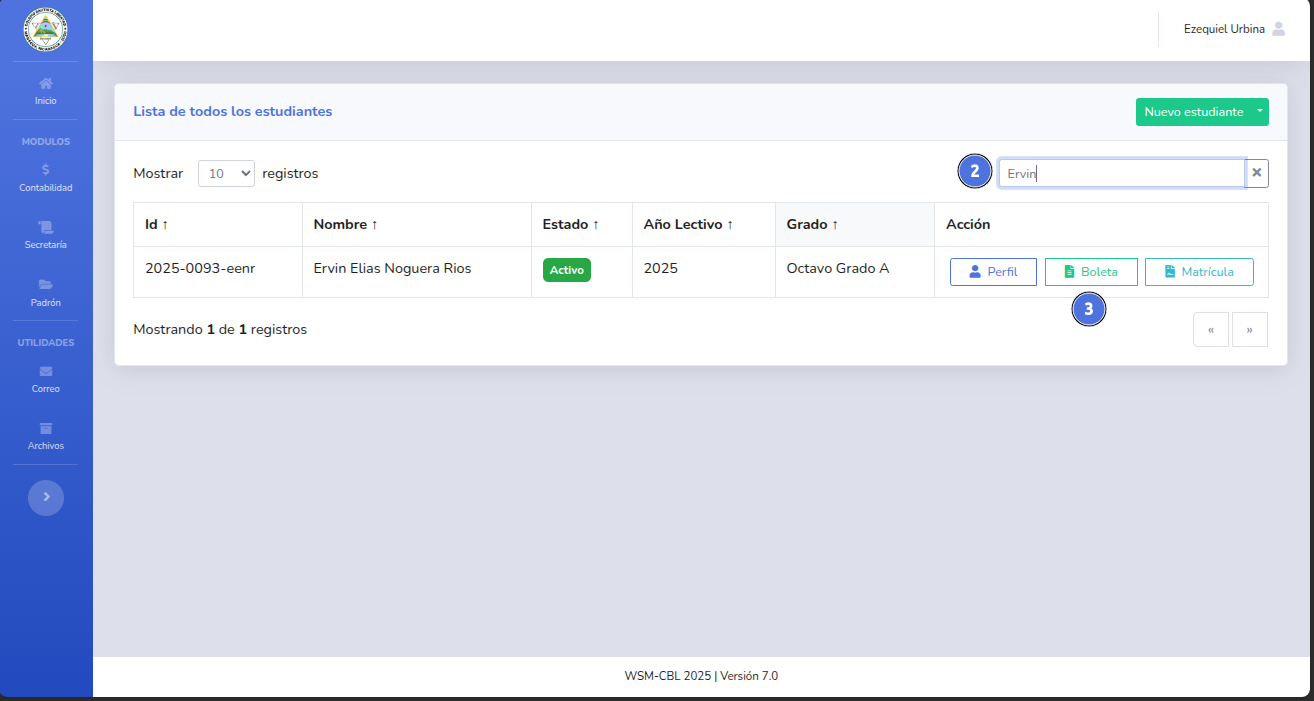 Ezequiel Urbina
Inicio
MODULOS
Contabilidad
Secretaría
Padrón
UTILIDADES
Correo
Archivos
Lista de todos los estudiantes
Nuevo estudiante
Mostrar 10 registros
2 Ervin
Id ↑ Nombre ↑ Estado ↑ Año Lectivo ↑ Grado ↑ Acción
2025-0093-eenr Ervin Elias Noguera Rios Activo 2025 Octavo Grado A Perfil Boleta Matrícula
3
Mostrando 1 de 1 registros
« »
WSM-CBL 2025 | Versión 7.0